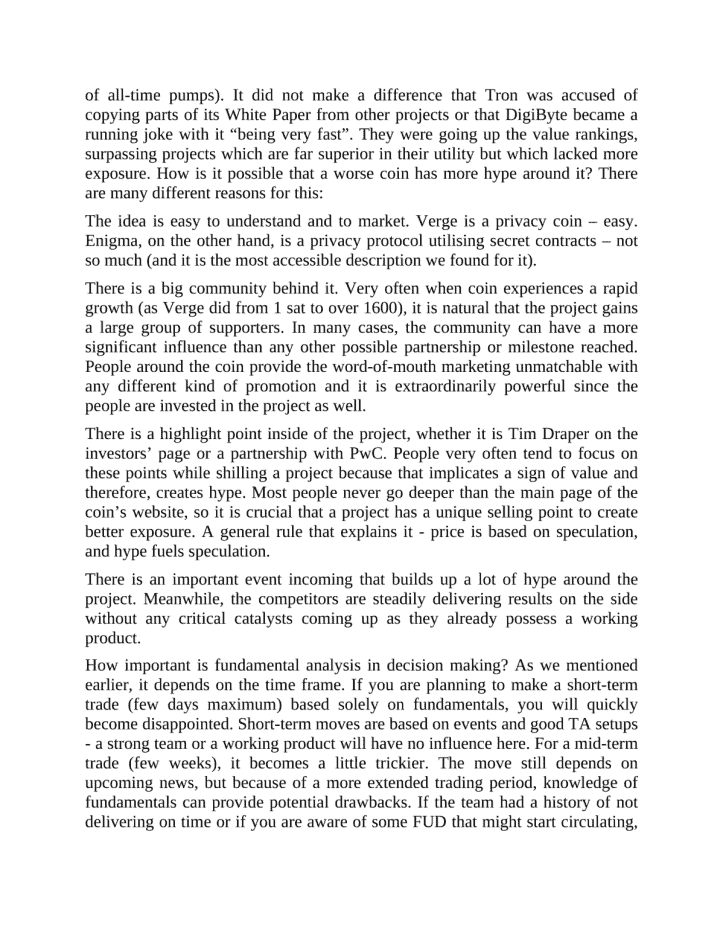 of all-time pumps). It did not make a difference that Tron was accused of
copying parts of its White Paper from other projects or that DigiByte became a
running joke with it “being very fast”. They were going up the value rankings,
surpassing projects which are far superior in their utility but which lacked more
exposure. How is it possible that a worse coin has more hype around it? There
are many different reasons for this:
The idea is easy to understand and to market. Verge is a privacy coin – easy.
Enigma, on the other hand, is a privacy protocol utilising secret contracts – not
so much (and it is the most accessible description we found for it).
There is a big community behind it. Very often when coin experiences a rapid
growth (as Verge did from 1 sat to over 1600), it is natural that the project gains
a large group of supporters. In many cases, the community can have a more
significant influence than any other possible partnership or milestone reached.
People around the coin provide the word-of-mouth marketing unmatchable with
any different kind of promotion and it is extraordinarily powerful since the
people are invested in the project as well.
There is a highlight point inside of the project, whether it is Tim Draper on the
investors’ page or a partnership with PwC. People very often tend to focus on
these points while shilling a project because that implicates a sign of value and
therefore, creates hype. Most people never go deeper than the main page of the
coin’s website, so it is crucial that a project has a unique selling point to create
better exposure. A general rule that explains it - price is based on speculation,
and hype fuels speculation.
There is an important event incoming that builds up a lot of hype around the
project. Meanwhile, the competitors are steadily delivering results on the side
without any critical catalysts coming up as they already possess a working
product.
How important is fundamental analysis in decision making? As we mentioned
earlier, it depends on the time frame. If you are planning to make a short-term
trade (few days maximum) based solely on fundamentals, you will quickly
become disappointed. Short-term moves are based on events and good TA setups
- a strong team or a working product will have no influence here. For a mid-term
trade (few weeks), it becomes a little trickier. The move still depends on
upcoming news, but because of a more extended trading period, knowledge of
fundamentals can provide potential drawbacks. If the team had a history of not
delivering on time or if you are aware of some FUD that might start circulating,